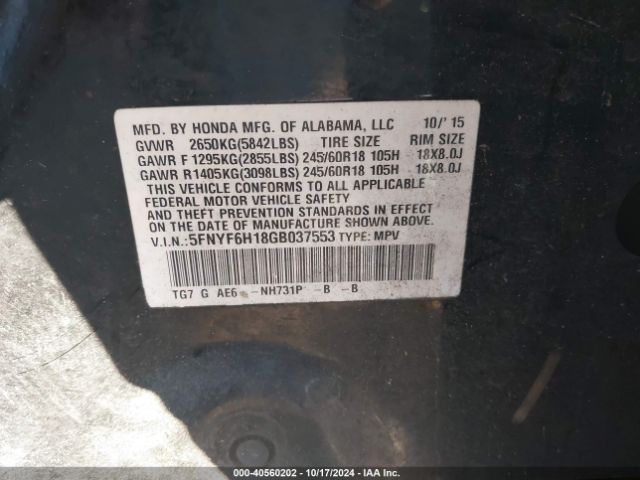 MFD. BY HONDA MFG. OF ALABAMA, LLC 10/'15
GVWR 2650KG(5842LBS) TIRE SIZE RIM SIZE
GAWR F 1295KG(2855LBS) 245/60R18 105H 18X8.0J
GAWR R1405KG(3098LBS) 245/60R18 105H 18X8.0J
THIS VEHICLE CONFORMS TO ALL APPLICABLE
FEDERAL MOTOR VEHICLE SAFETY
AND THEFT PREVENTION STANDARDS IN EFFECT
ON THE DATE OF MANUFACTURE SHOWN ABOVE.
V.I.N.:5FNYF6H18GB037553 TYPE: MPV
TG7 G AE6 -NH731P -B -B
000-40560202 - 10/17/2024 - IAA Inc.